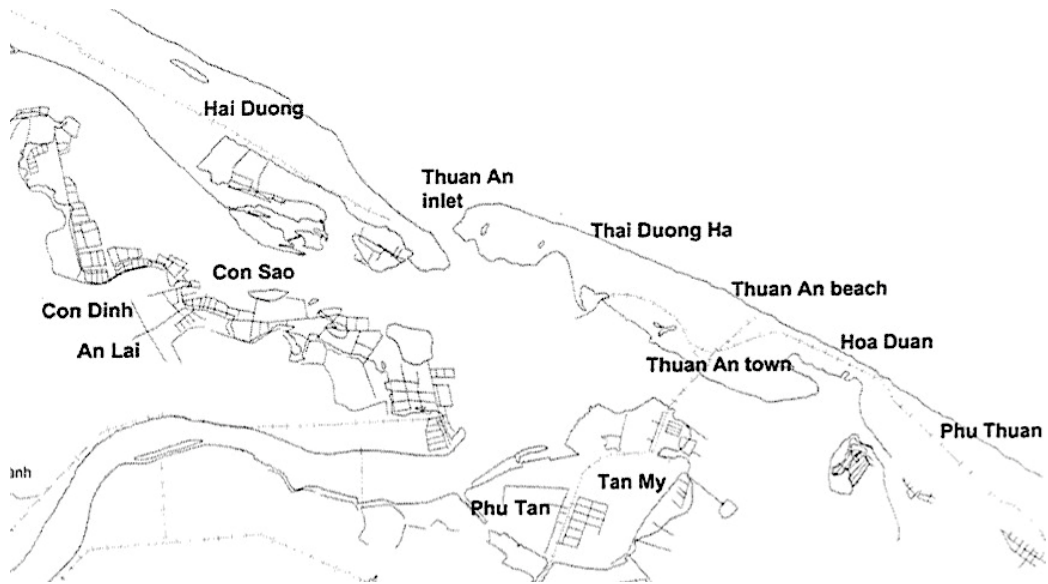 Hai Duong
Thuan An
inlet
Thai Duong Ha
Con Sao
Thuan An beach
Con Dinh
Hoa Duan
An Lai
Thuan An town
Phu Thuan
anh
Tan My
Phu Tan